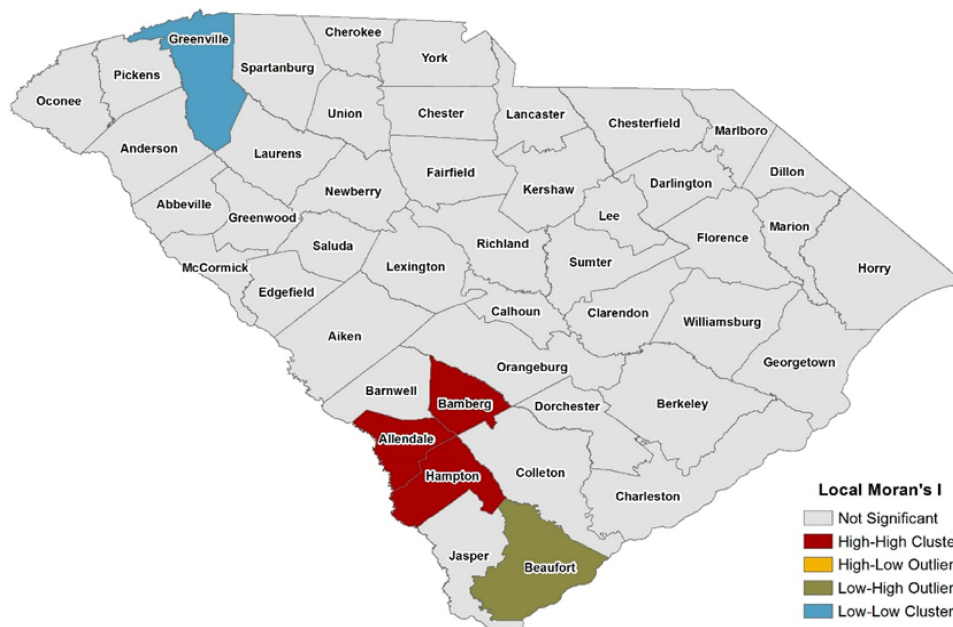 Greenville
Cherokee
York
Spartanburg
Pickens
Oconee
Union
Chester
Lancaster
Chesterfield
Marlboro
Anderson
Laurens
Fairfield
Kershaw
Darlington
Dillon
Abbeville
Greenwood
Newberry
Lee
Florence
Marion
Saluda
Richland
Sumter
Horry
McCormick
Edgefield
Lexington
Calhoun
Clarendon
Williamsburg
Aiken
Georgetown
Orangeburg
Barnwell
Bamberg
Dorchester
Berkeley
Allendale
Hampton
Colleton
Charleston
Jasper
Beaufort
Local Moran's I
Not Significant
High-High Cluste
High-Low Outlier
Low-High Outlier
Low-Low Cluster